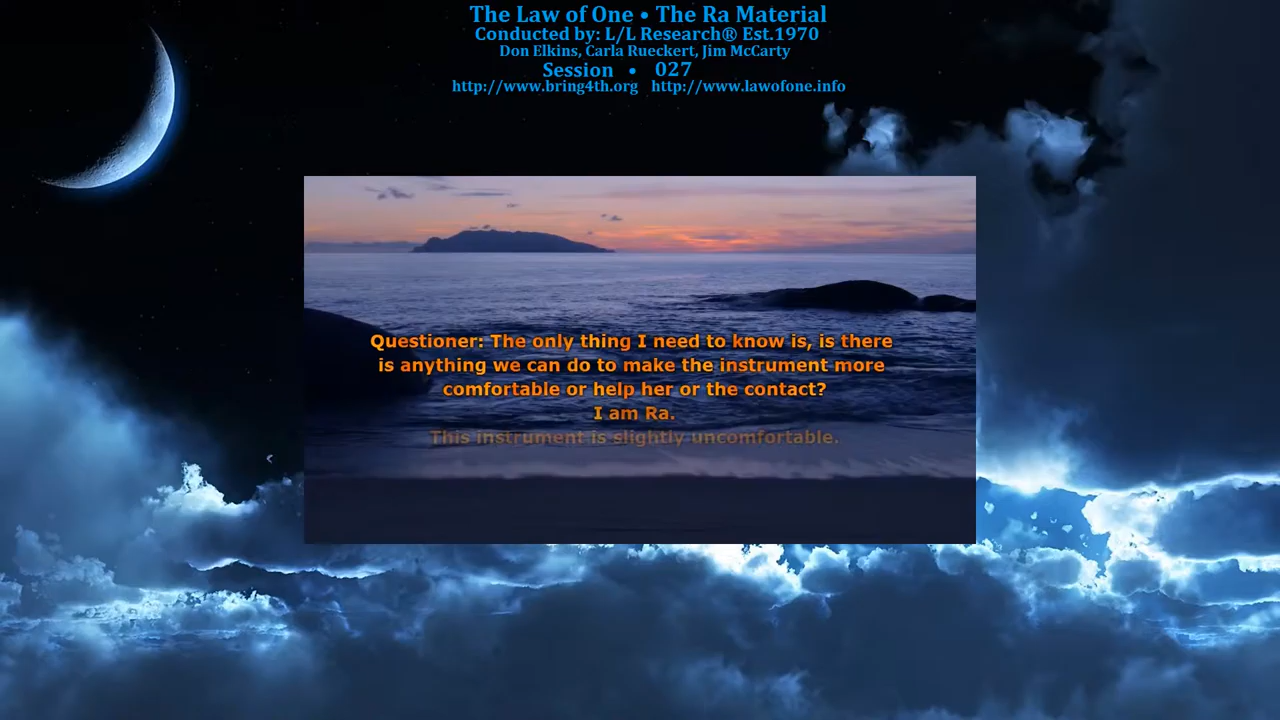 The Law of One • The Ra Material
Conducted by: L/L Research® Est.1970
Don Elkins, Carla Rueckert, Jim McCarty
Session • 027
http://www.bring4th.org http://www.lawofone.info
Questioner: The only thing I need to know is, is there
is anything we can do to make the instrument more
comfortable or help her or the contact?
I am Ra.
This instrument is slightly uncomfortable.